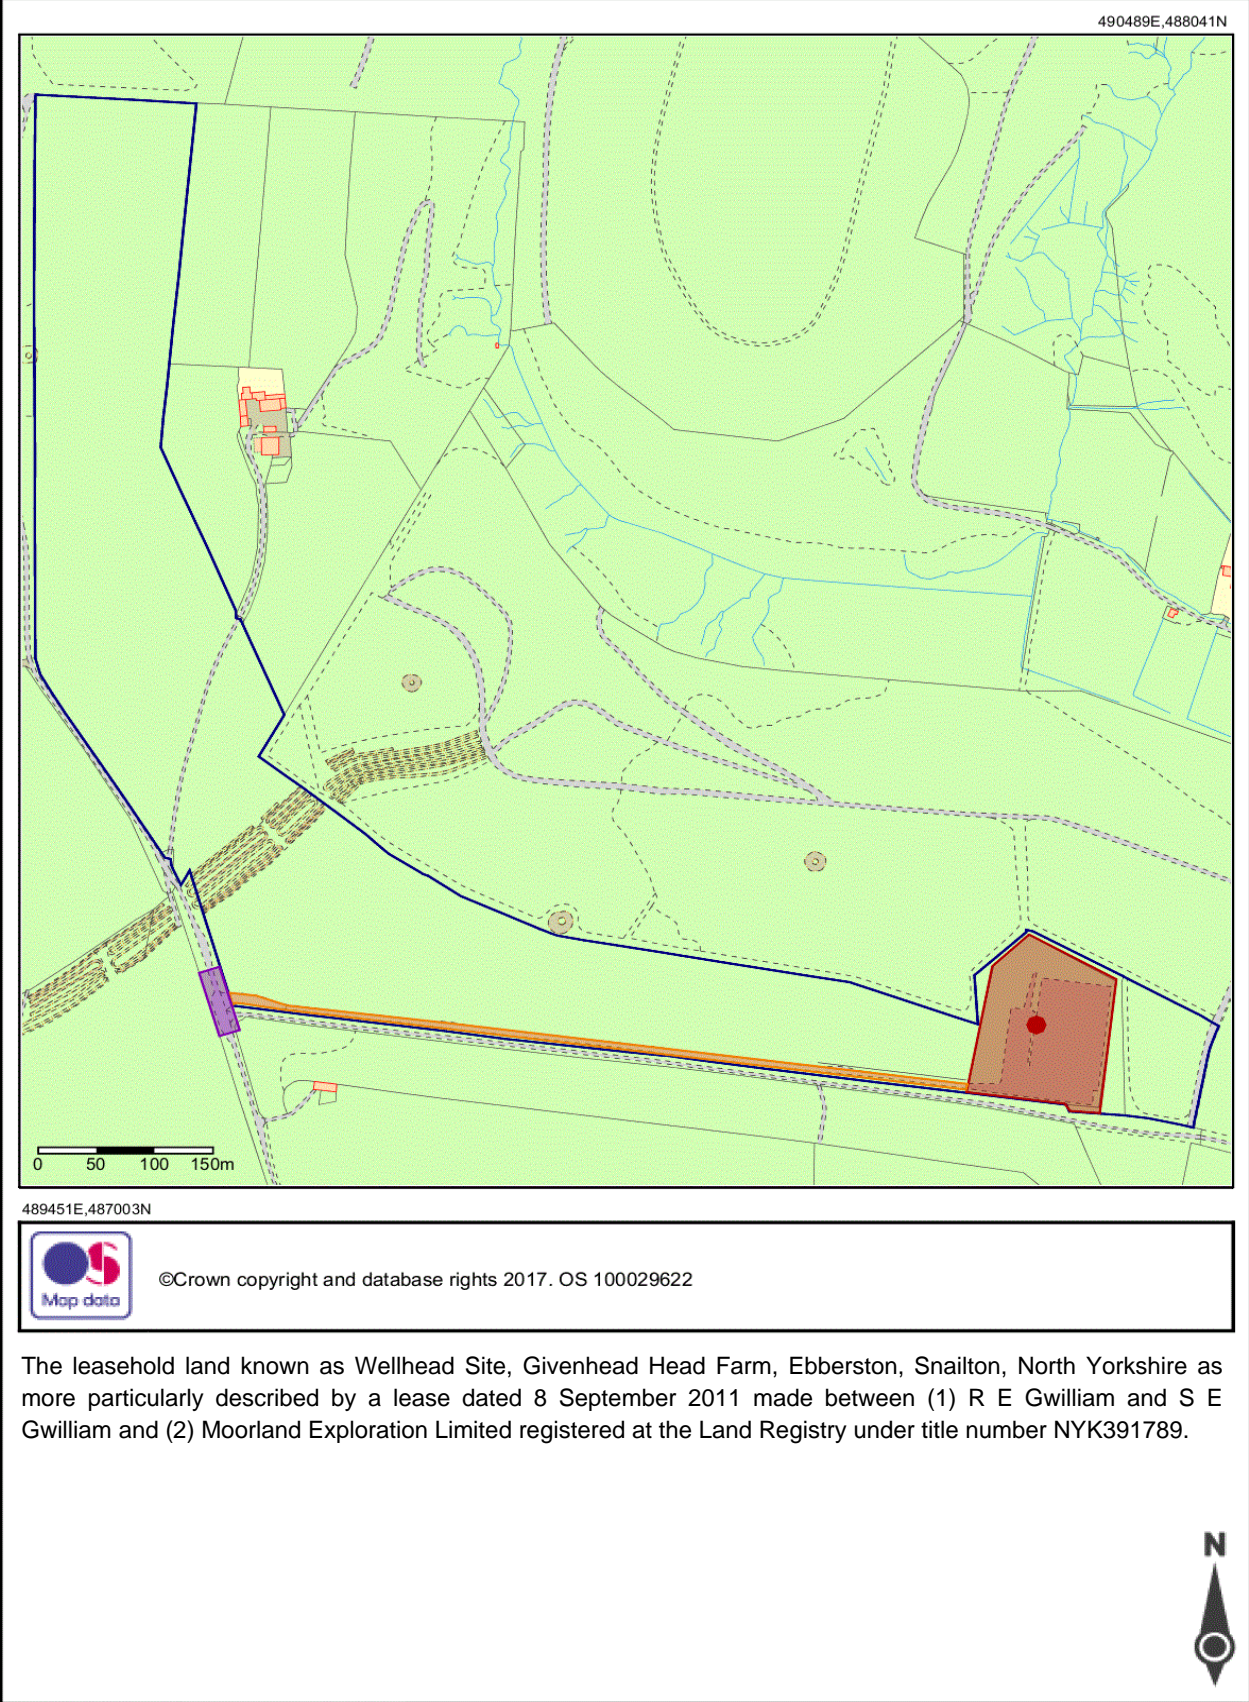 490489E,488041N
0 50 100 150m
489451E,487003N
OS
Map data
©Crown copyright and database rights 2017. OS 100029622
The leasehold land known as Wellhead Site, Givenhead Head Farm, Ebberston, Snailton, North Yorkshire as
more particularly described by a lease dated 8 September 2011 made between (1) R E Gwilliam and S E
Gwilliam and (2) Moorland Exploration Limited registered at the Land Registry under title number NYK391789.
N